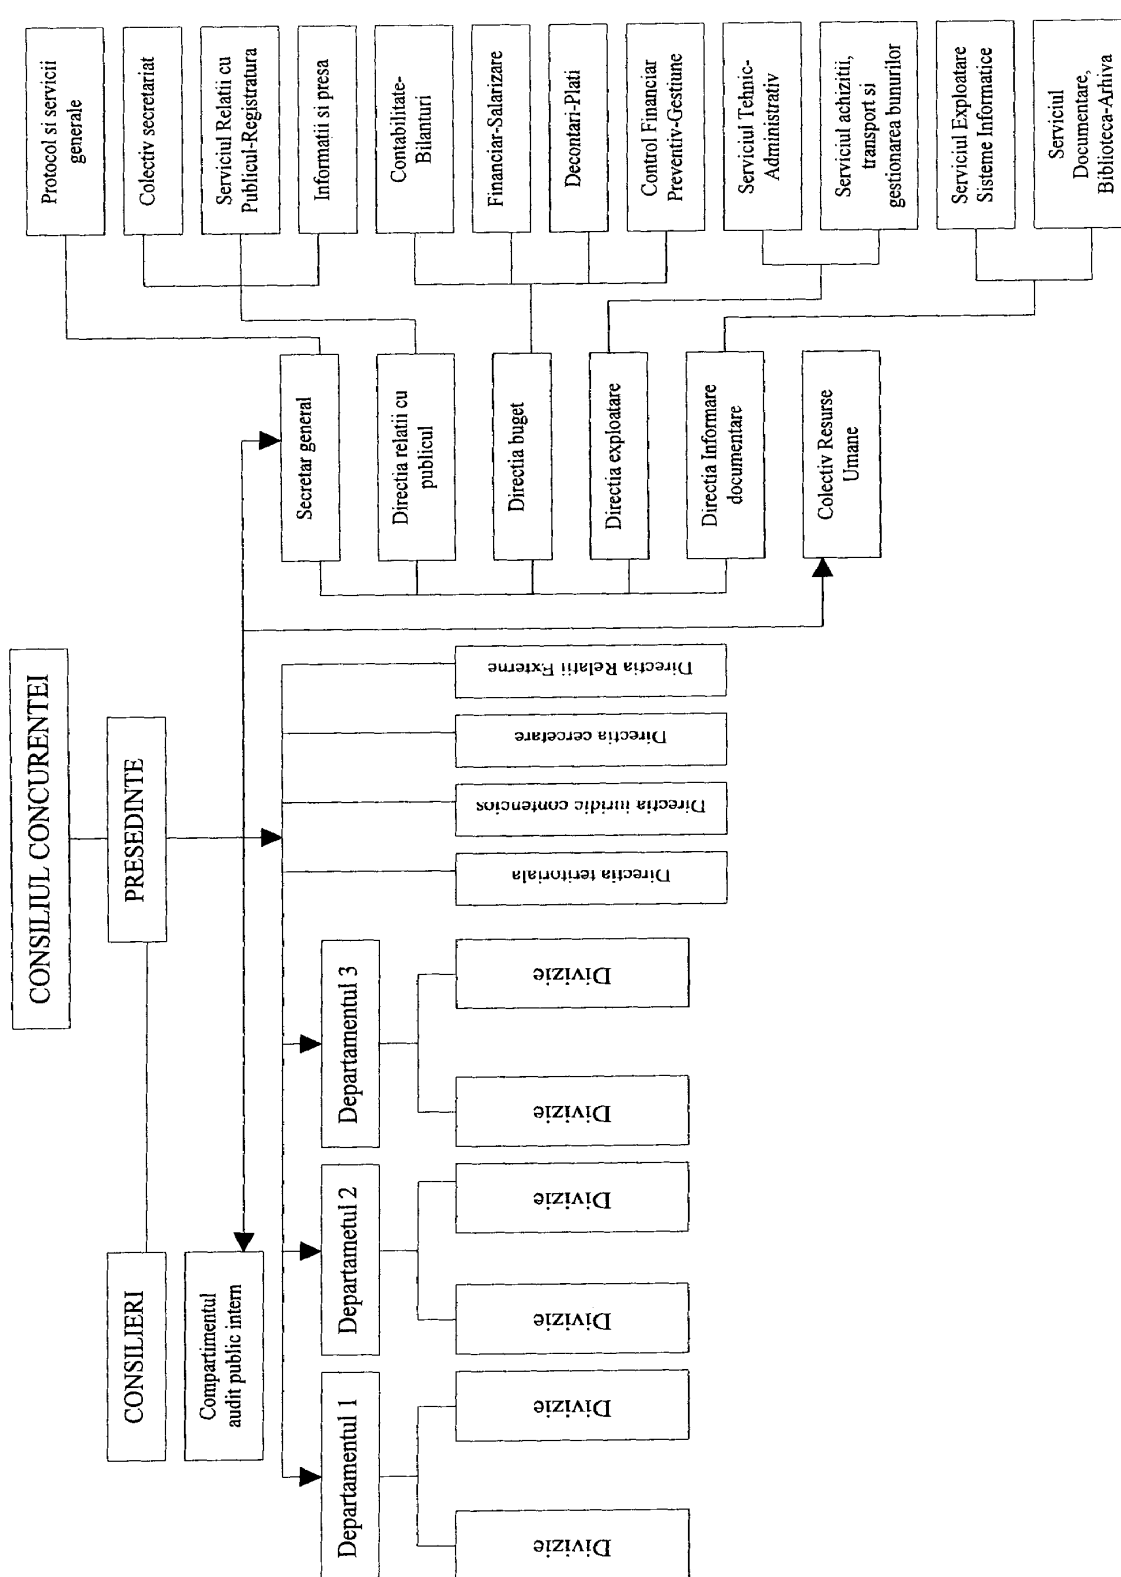 CONSILIUL CONCURENTEI
CONSILIERI
PRESEDINTE
Compartimentul
audit public intern
Departamentul 1
Departametul 2
Departamentul 3
Divizie
Divizie
Divizie
Divizie
Divizie
Divizie
Directia teritoriala
Directia juridic contencios
Directia cercetare
Directia Relatii Externe
Secretar general
Directia relatii cu
publicul
Directia buget
Directia exploatare
Directia Informare
documentare
Colectiv Resurse
Umane
Protocol si servicii
generale
Colectiv secretariat
Serviciul Relatii cu
Publicul-Registratura
Informatii si presa
Contabilitate-
Bilanturi
Financiar-Salarizare
Decontari-Plati
Control Financiar
Preventiv-Gestiune
Serviciul Tehnic-
Administrativ
Serviciul achizitii,
transport si
gestionarea bunurilor
Serviciul Exploatare
Sisteme Informatice
Serviciul
Documentare,
Biblioteca-Arhiva